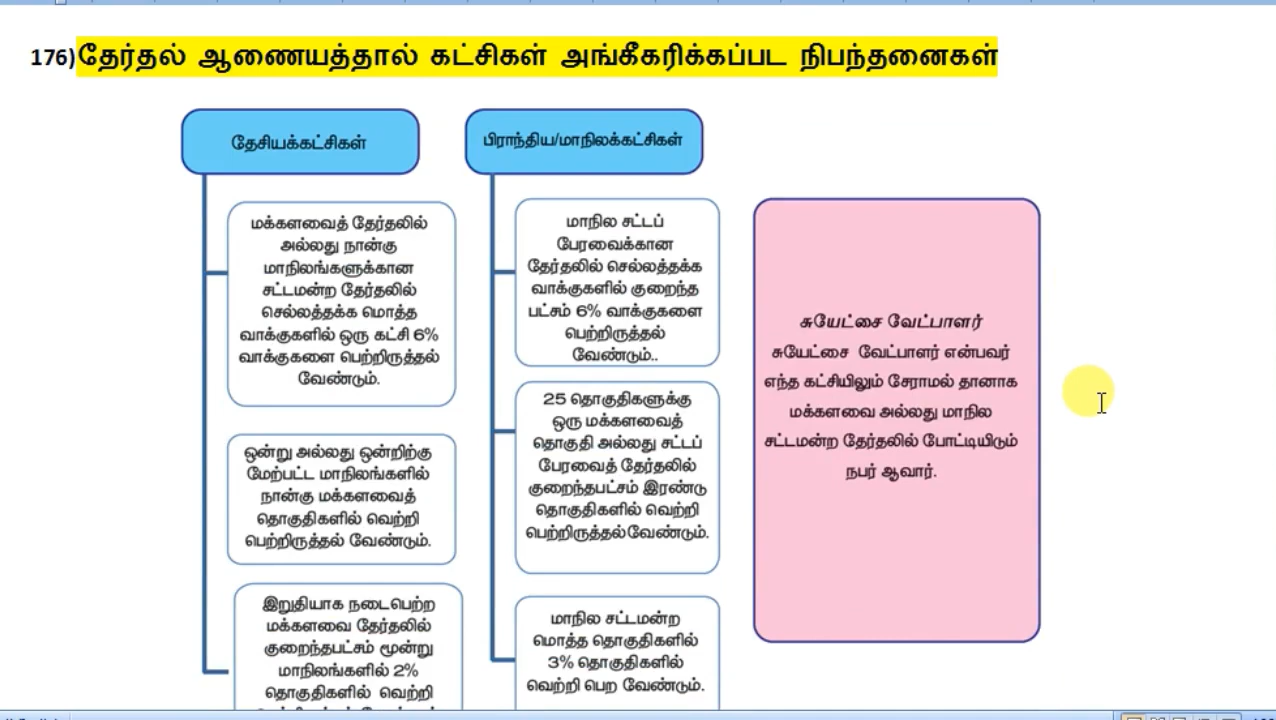 176)தேர்தல் ஆணையத்தால் கட்சிகள் அங்கீகரிக்கப்பட நிபந்தனைகள்
தேசியக்கட்சிகள்
மக்களவைத் தேர்தலில்
அல்லது நான்கு
மாநிலங்களுக்கான
சட்டமன்ற தேர்தலில்
செல்லத்தக்க மொத்த
வாக்குகளில் ஒரு கட்சி 6%
வாக்குகளை பெற்றிருத்தல்
வேண்டும்.
ஒன்று அல்லது ஒன்றிற்கு
மேற்பட்ட மாநிலங்களில்
நான்கு மக்களவைத்
தொகுதிகளில் வெற்றி
பெற்றிருத்தல் வேண்டும்.
இறுதியாக நடைபெற்ற
மக்களவை தேர்தலில்
குறைந்தபட்சம் மூன்று
மாநிலங்களில் 2%
தொகுதிகளில் வெற்றி
பிராந்திய/மாநிலக்கட்சிகள்
மாநில சட்டப்
பேரவைக்கான
தேர்தலில் செல்லத்தக்க
வாக்குகளில் குறைந்த
பட்சம் 6% வாக்குகளை
பெற்றிருத்தல்
வேண்டும்..
25 தொகுதிகளுக்கு
ஒரு மக்களவைத்
தொகுதி அல்லது சட்டப்
பேரவைத் தேர்தலில்
குறைந்தபட்சம் இரண்டு
தொகுதிகளில் வெற்றி
பெற்றிருத்தல் வேண்டும்.
மாநில சட்டமன்ற
மொத்த தொகுதிகளில்
3% தொகுதிகளில்
வெற்றி பெற வேண்டும்.
சுயேட்சை வேட்பாளர்
சுயேட்சை வேட்பாளர் என்பவர்
எந்த கட்சியிலும் சேராமல் தானாக
மக்களவை அல்லது மாநில
சட்டமன்ற தேர்தலில் போட்டியிடும்
நபர் ஆவார்.